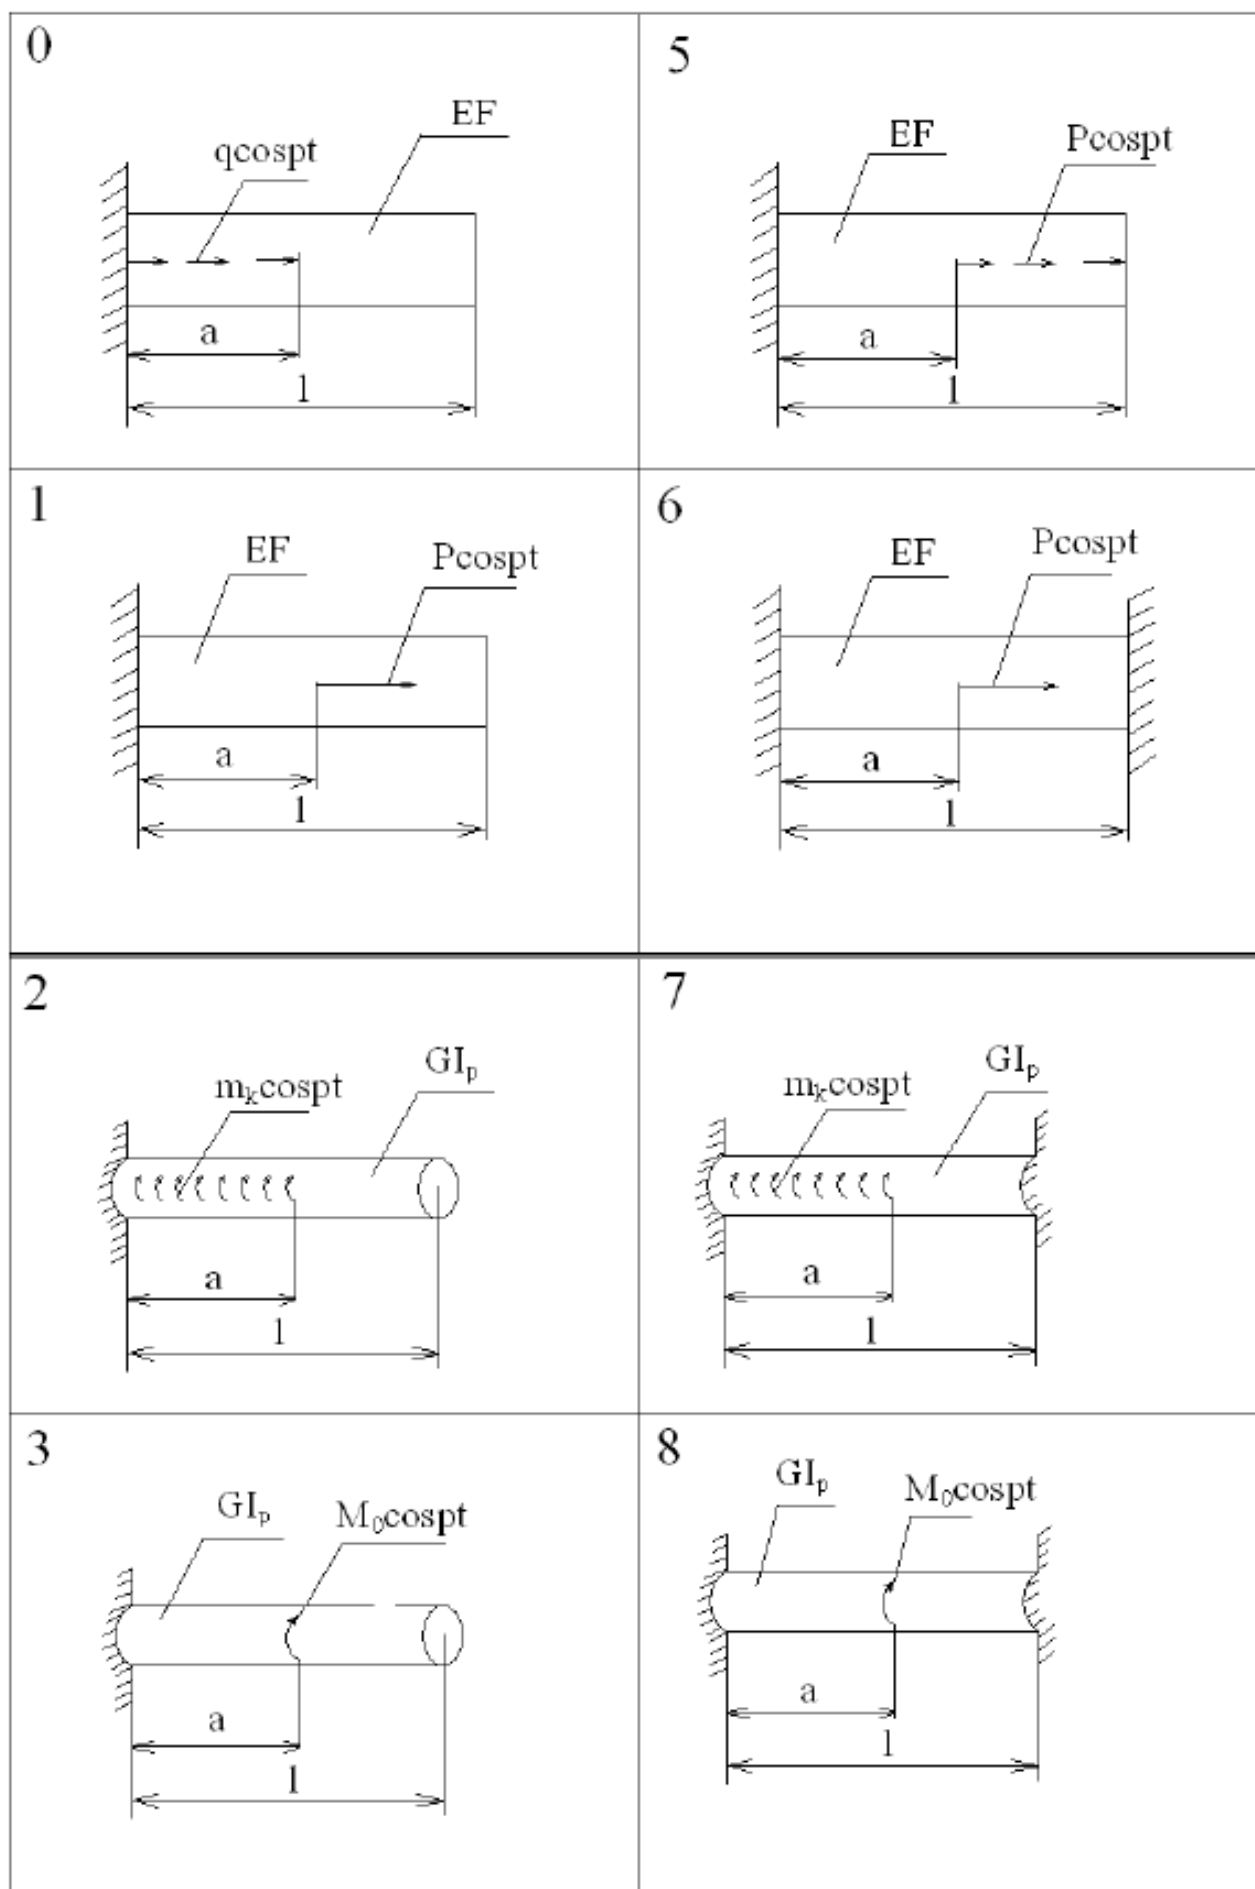 0
EF
qcospt
a
l
5
EF
Pcospt
a
l
1
EF
Pcospt
a
l
6
EF
Pcospt
a
l
2
GIₚ
mₖcospt
a
l
7
GIₚ
mₖcospt
a
l
3
GIₚ
M₀cospt
a
l
8
GIₚ
M₀cospt
a
l